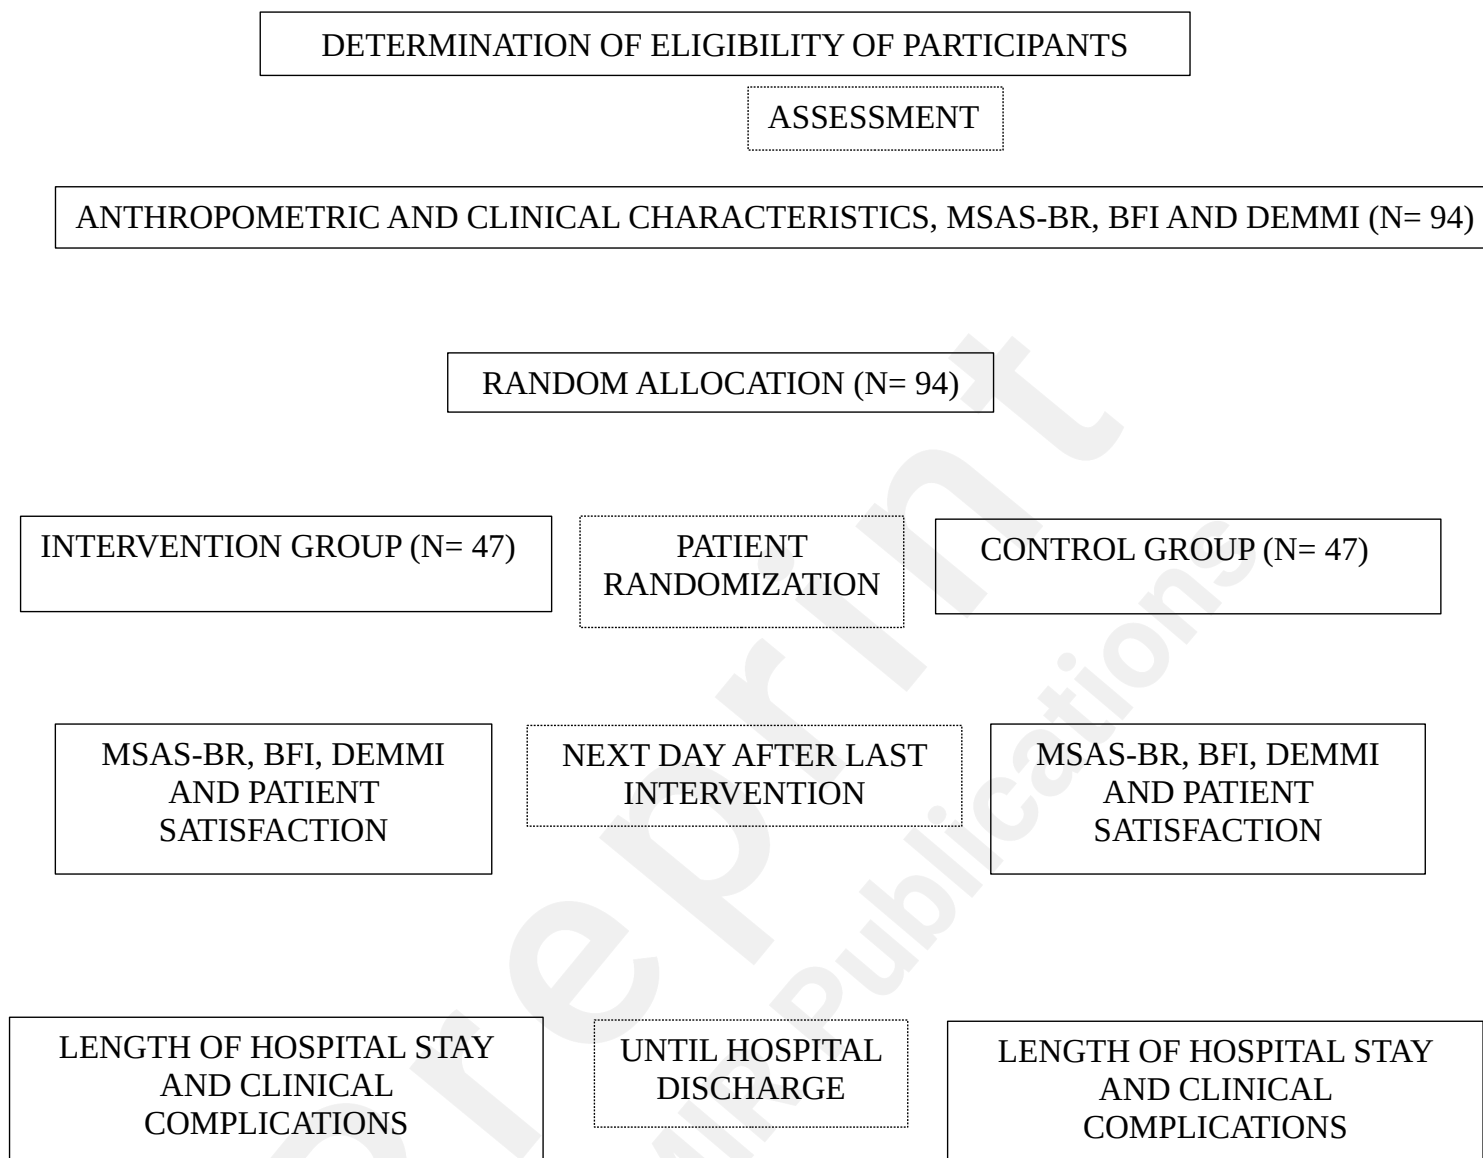 DETERMINATION OF ELIGIBILITY OF PARTICIPANTS
ASSESSMENT
ANTHROPOMETRIC AND CLINICAL CHARACTERISTICS, MSAS-BR, BFI AND DEMMI (N= 94)
RANDOM ALLOCATION (N= 94)
INTERVENTION GROUP (N= 47)
PATIENT
RANDOMIZATION
CONTROL GROUP (N= 47)
MSAS-BR, BFI, DEMMI
AND PATIENT
SATISFACTION
NEXT DAY AFTER LAST
INTERVENTION
MSAS-BR, BFI, DEMMI
AND PATIENT
SATISFACTION
LENGTH OF HOSPITAL STAY
AND CLINICAL
COMPLICATIONS
UNTIL HOSPITAL
DISCHARGE
LENGTH OF HOSPITAL STAY
AND CLINICAL
COMPLICATIONS
Preprint
Publications